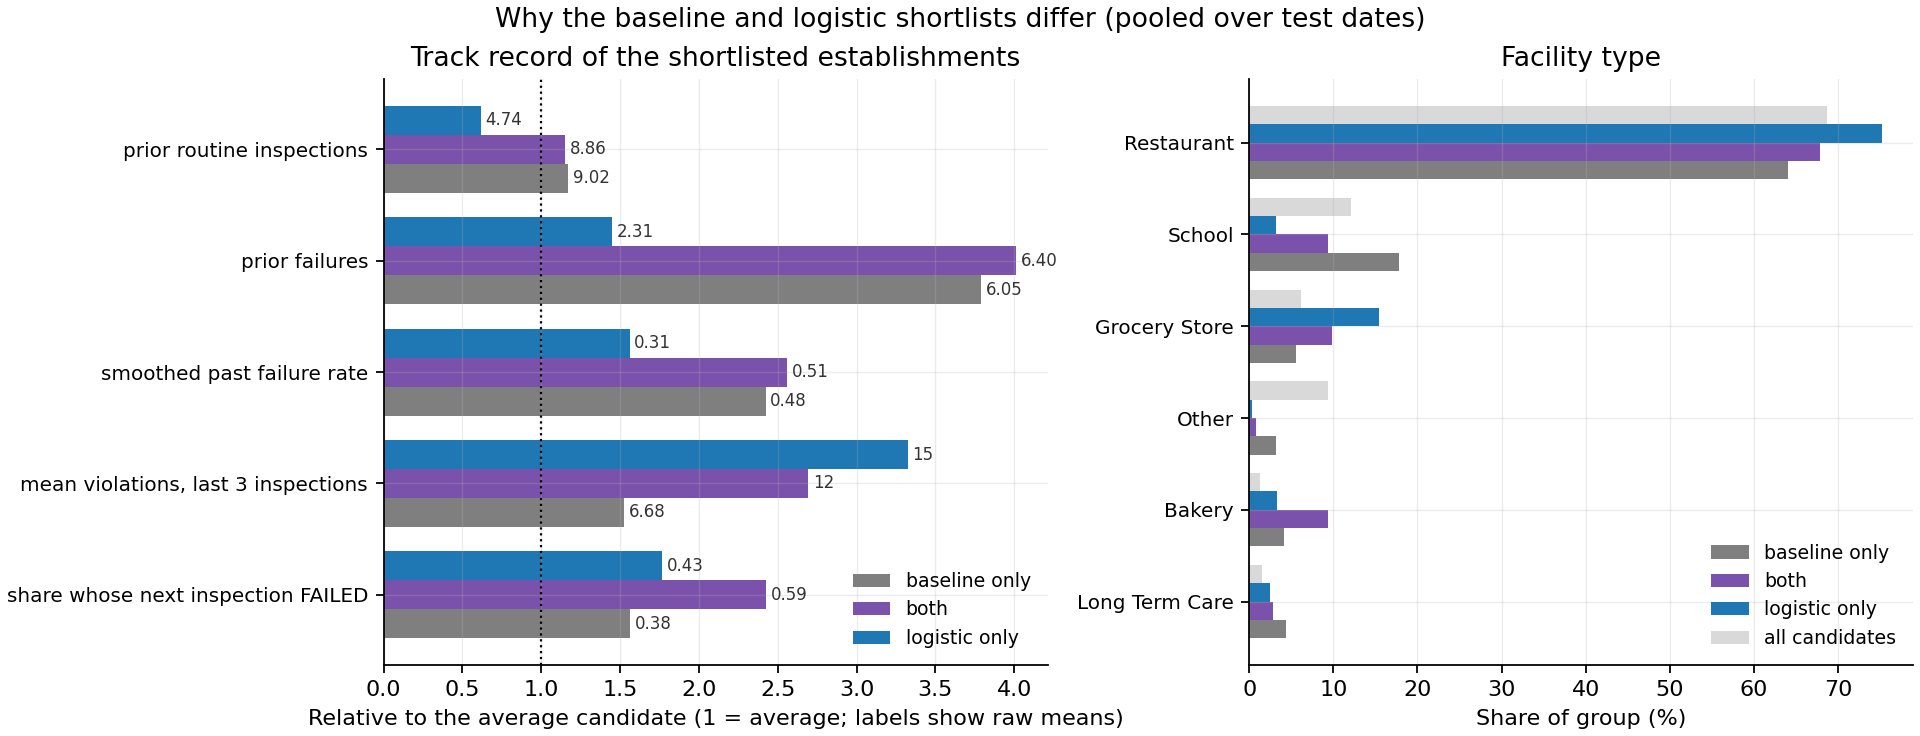 Why the baseline and logistic shortlists differ (pooled over test dates)
Track record of the shortlisted establishments
prior routine inspections
4.74
8.86
9.02
prior failures
2.31
6.40
6.05
smoothed past failure rate
0.31
0.51
0.48
mean violations, last 3 inspections
15
12
6.68
share whose next inspection FAILED
0.43
0.59
0.38
baseline only
both
logistic only
0.0 0.5 1.0 1.5 2.0 2.5 3.0 3.5 4.0
Relative to the average candidate (1 = average; labels show raw means)
Facility type
Restaurant
School
Grocery Store
Other
Bakery
Long Term Care
baseline only
both
logistic only
all candidates
0 10 20 30 40 50 60 70
Share of group (%)